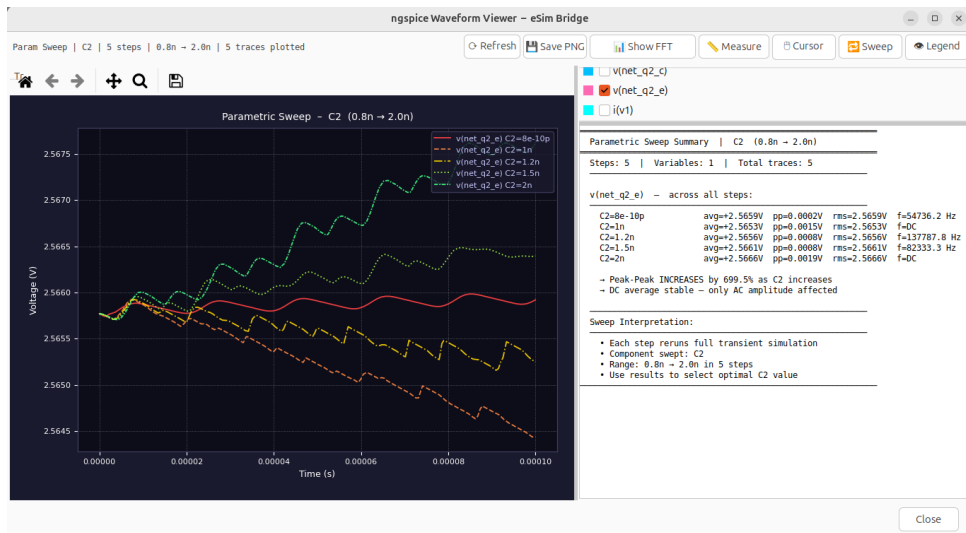 ngspice Waveform Viewer – eSim Bridge
Param Sweep | C2 | 5 steps | 0.8n → 2.0n | 5 traces plotted
Refresh
Save PNG
Show FFT
Measure
Cursor
Sweep
Legend
v(net_q2_c)
v(net_q2_e)
i(v1)
Parametric Sweep – C2 (0.8n → 2.0n)
v(net_q2_e) C2=8e-10p
v(net_q2_e) C2=1n
v(net_q2_e) C2=1.2n
v(net_q2_e) C2=1.5n
v(net_q2_e) C2=2n
Voltage (V)
2.5675
2.5670
2.5665
2.5660
2.5655
2.5650
2.5645
0.00000
0.00002
0.00004
0.00006
0.00008
0.00010
Time (s)
Parametric Sweep Summary | C2 (0.8n → 2.0n)
Steps: 5 | Variables: 1 | Total traces: 5
v(net_q2_e) — across all steps:
C2=8e-10p avg=+2.5659V pp=0.0002V rms=2.5659V f=54736.2 Hz
C2=1n avg=+2.5653V pp=0.0015V rms=2.5653V f=DC
C2=1.2n avg=+2.5656V pp=0.0008V rms=2.5656V f=137787.8 Hz
C2=1.5n avg=+2.5661V pp=0.0008V rms=2.5661V f=82333.3 Hz
C2=2n avg=+2.5666V pp=0.0019V rms=2.5666V f=DC
→ Peak-Peak INCREASES by 699.5% as C2 increases
→ DC average stable — only AC amplitude affected
Sweep Interpretation:
• Each step reruns full transient simulation
• Component swept: C2
• Range: 0.8n → 2.0n in 5 steps
• Use results to select optimal C2 value
Close